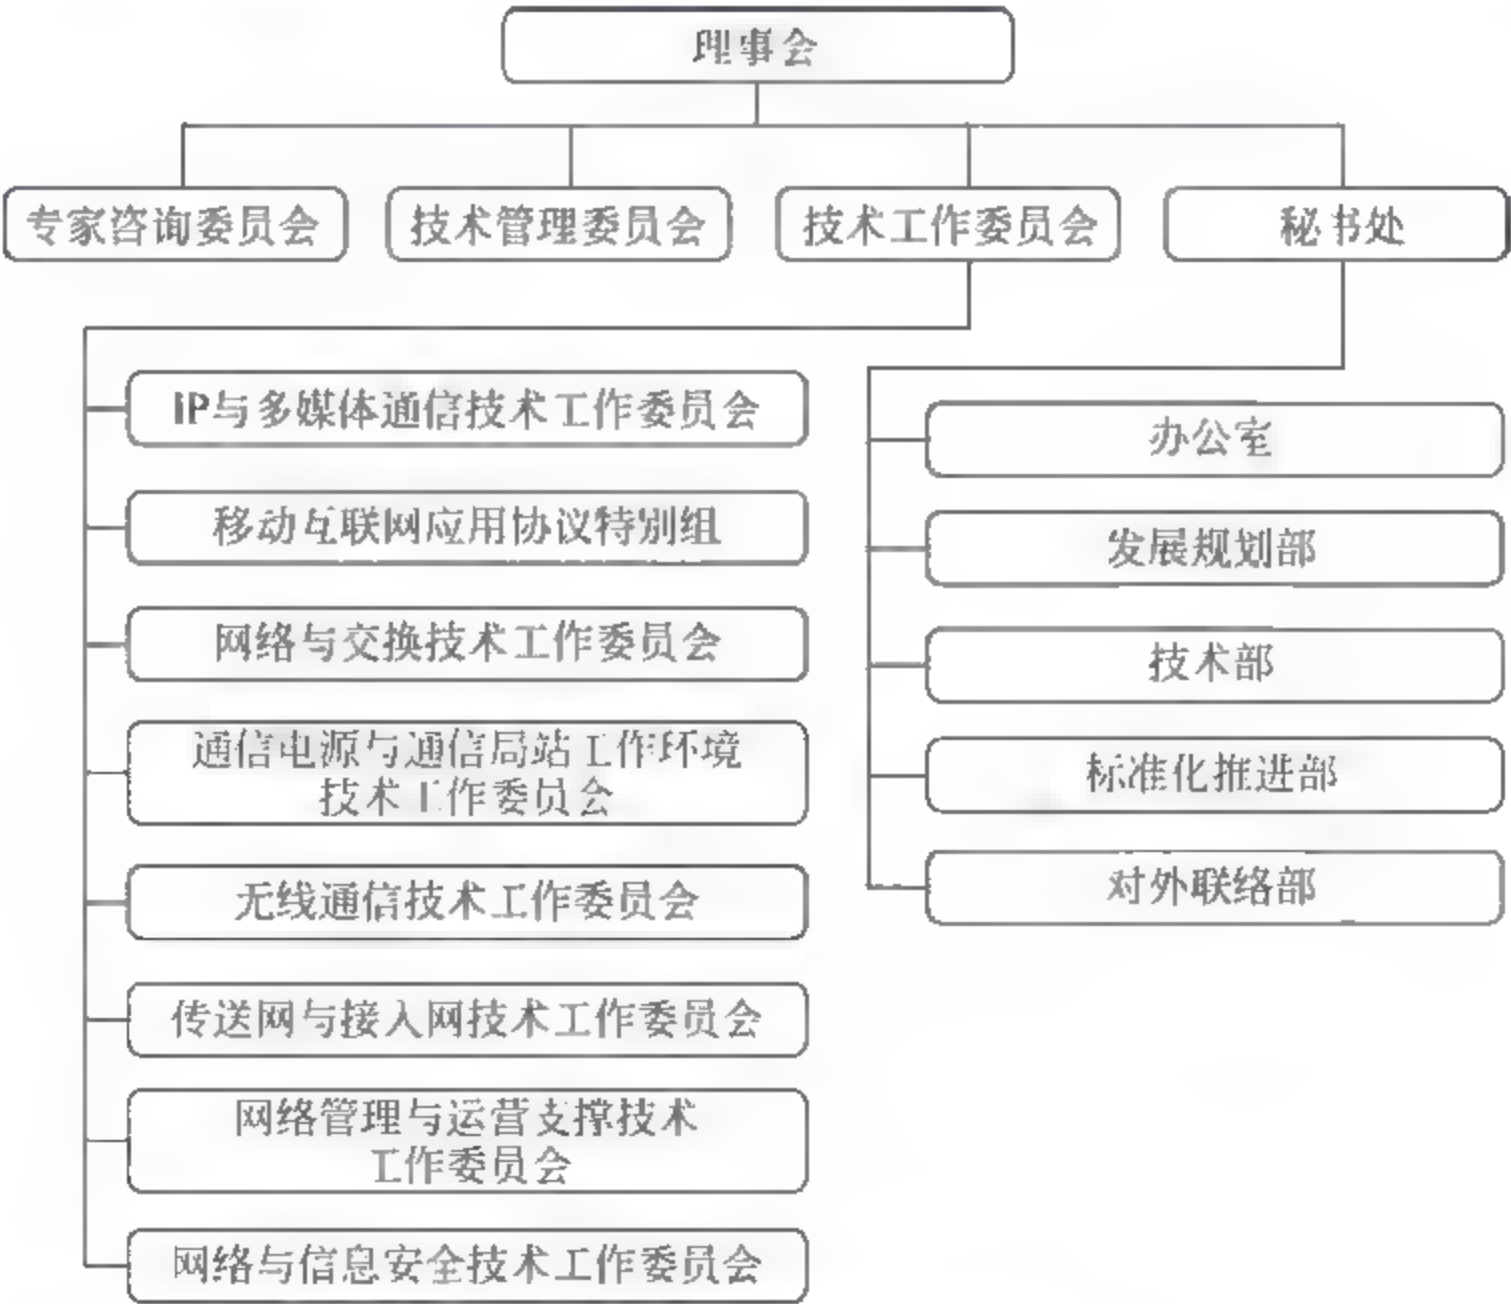 理事会
专家咨询委员会
技术管理委员会
技术工作委员会
秘书处
IP与多媒体通信技术工作委员会
移动互联网应用协议特别组
网络与交换技术工作委员会
通信电源与通信局站工作环境
技术工作委员会
无线通信技术工作委员会
传送网与接入网技术工作委员会
网络管理与运营支撑技术
工作委员会
网络与信息安全技术工作委员会
办公室
发展规划部
技术部
标准化推进部
对外联络部